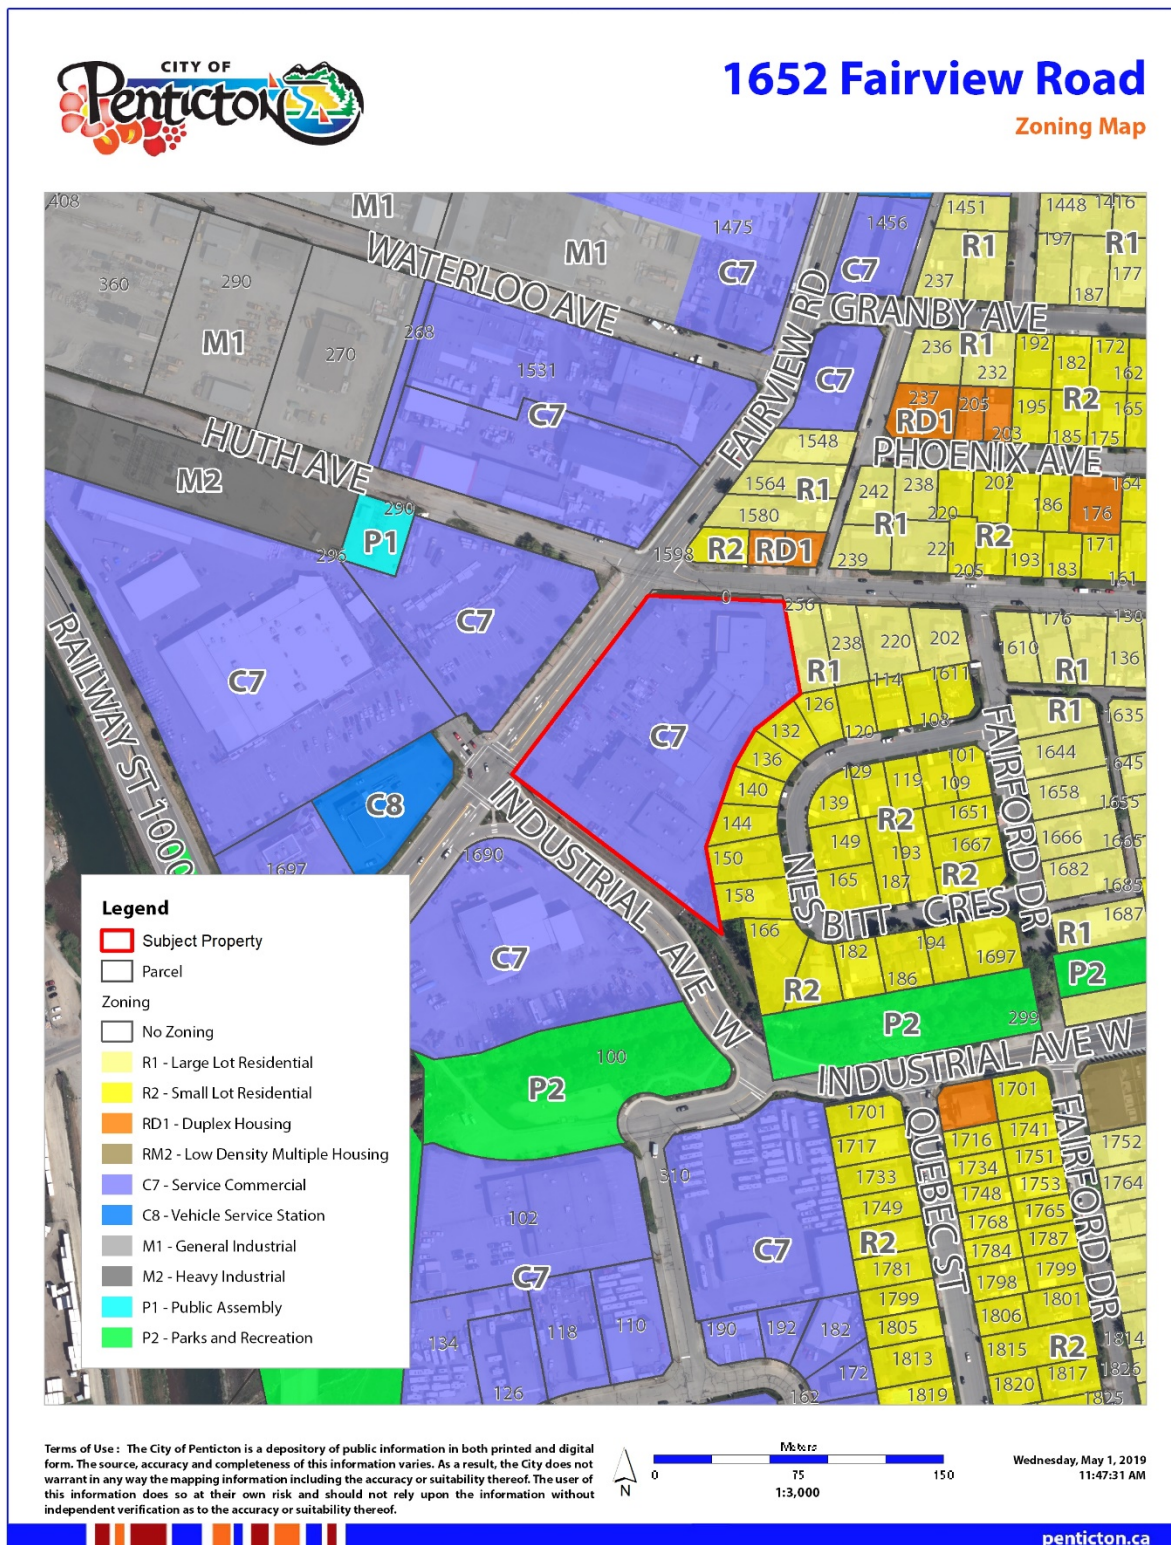 CITY OF
Penticton
1652 Fairview Road
Zoning Map
408
M1
1475
1456
1451
1448
1416
R1
197
R1
WATERLOO AVE
M1
C7
C7
237
177
187
360
290
268
FAIRVIEW RD
GRANBY AVE
M1
270
1531
236
R1
192
172
182
232
162
C7
C7
237
205
195
R2
165
RD1
203
185
175
HUTH AVE
1548
PHOENIX AVE
M2
1564
R1
242
238
202
164
290
1580
220
186
176
P1
R1
R2
171
296
1598
R2
RD1
239
221
193
183
205
161
0
256
176
130
C7
238
220
202
1610
136
RAILWAY ST 1000
R1
R1
C7
114
1611
126
R1
1635
C7
132
120
108
FAIRFORD DR
136
101
1644
1645
129
119
109
140
1658
1655
C8
139
R2
1651
144
149
193
1667
1666
1665
INDUSTRIAL AVE W
1697
1690
150
165
187
R2
1682
1685
158
NESBITT CRES
1687
166
182
194
1697
R1
C7
186
P2
R2
P2
299
100
INDUSTRIAL AVE W
P2
1701
1701
1717
1716
1741
1752
310
1733
1734
1751
1764
QUEBEC ST
FAIRFORD DR
1749
1748
1753
102
1768
1765
C7
R2
1784
1787
C7
1781
1798
1799
1799
1801
118
110
190
192
182
1805
1806
134
1813
1815
R2
1814
172
1826
126
162
1819
1820
1817
1825
Legend
Subject Property
Parcel
Zoning
No Zoning
R1 - Large Lot Residential
R2 - Small Lot Residential
RD1 - Duplex Housing
RM2 - Low Density Multiple Housing
C7 - Service Commercial
C8 - Vehicle Service Station
M1 - General Industrial
M2 - Heavy Industrial
P1 - Public Assembly
P2 - Parks and Recreation
Terms of Use : The City of Penticton is a depository of public information in both printed and digital
form. The source, accuracy and completeness of this information varies. As a result, the City does not
warrant in any way the mapping information including the accuracy or suitability thereof. The user of
this information does so at their own risk and should not rely upon the information without
independent verification as to the accuracy or suitability thereof.
N
Meters
0 75 150
1:3,000
Wednesday, May 1, 2019
11:47:31 AM
penticton.ca